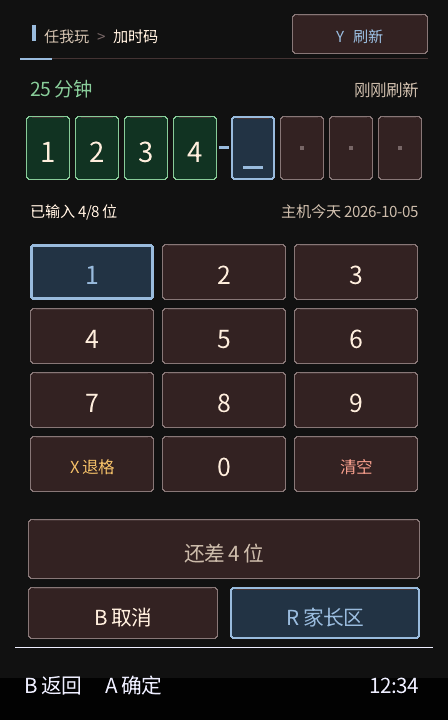 任我玩 > 加时码
Y 刷新
25 分钟
刚刚刷新
1 2 3 4 - _ · · ·
已输入 4/8 位
主机今天 2026-10-05
1 2 3
4 5 6
7 8 9
X 退格 0 清空
还差 4 位
B 取消 R 家长区
B 返回 A 确定 12:34